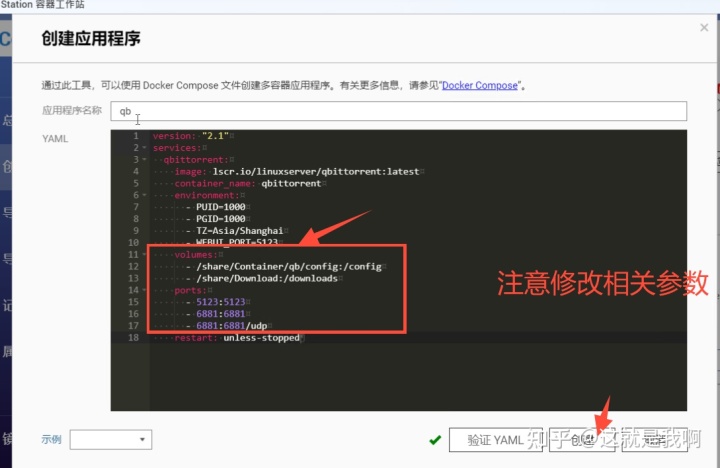 Station 容器工作站
创建应用程序
通过此工具，可以使用 Docker Compose 文件创建多容器应用程序。有关更多信息，请参见"Docker Compose"。
应用程序名称
qb
YAML
1 version: "2.1"
2 services:
3 qbittorrent:
4 image: lscr.io/linuxserver/qbittorrent:latest
5 container_name: qbittorrent
6 environment:
7 - PUID=1000
8 - PGID=1000
9 - TZ=Asia/Shanghai
10 - WEBUI_PORT=5123
11 volumes:
12 - /share/Container/qb/config:/config
13 - /share/Download:/downloads
14 ports:
15 - 5123:5123
16 - 6881:6881
17 - 6881:6881/udp
18 restart: unless-stopped
注意修改相关参数
示例
验证 YAML
创建
知乎 @这就是我啊